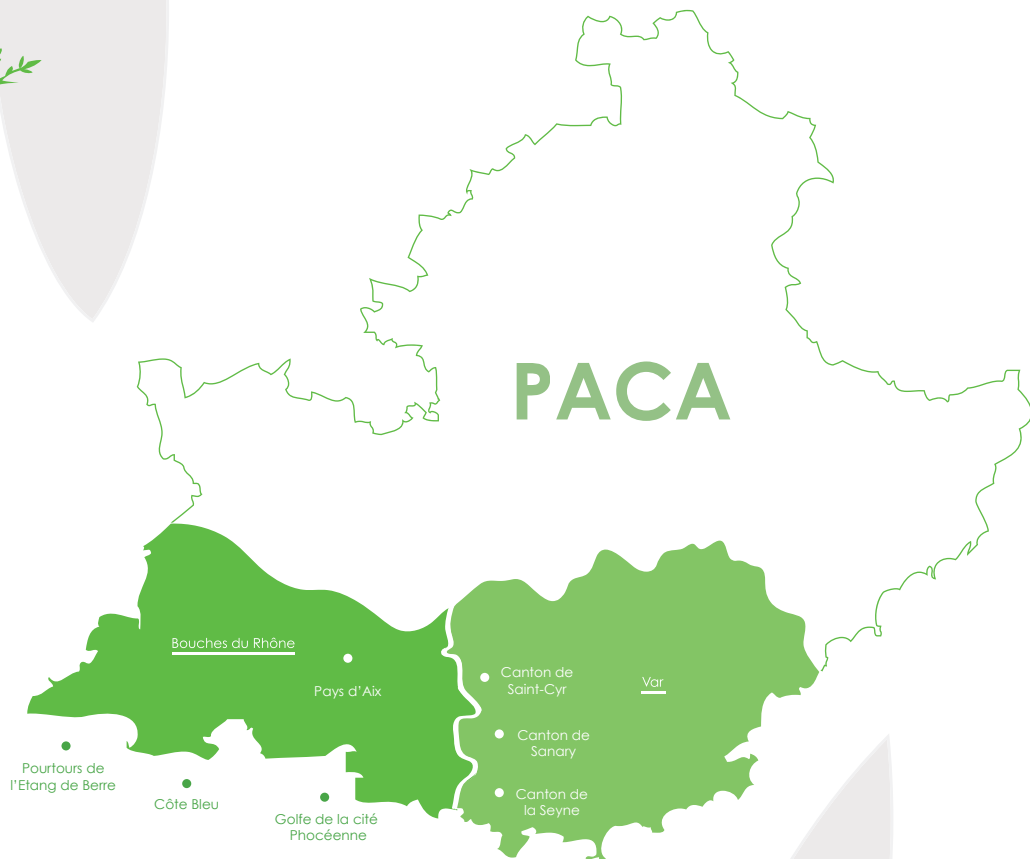 PACA
Bouches du Rhône
Pays d’Aix
Canton de
Saint-Cyr
Var
Canton de
Sanary
Canton de
la Seyne
Pourtours de
l’Etang de Berre
Côte Bleu
Golfe de la cité
Phocéenne